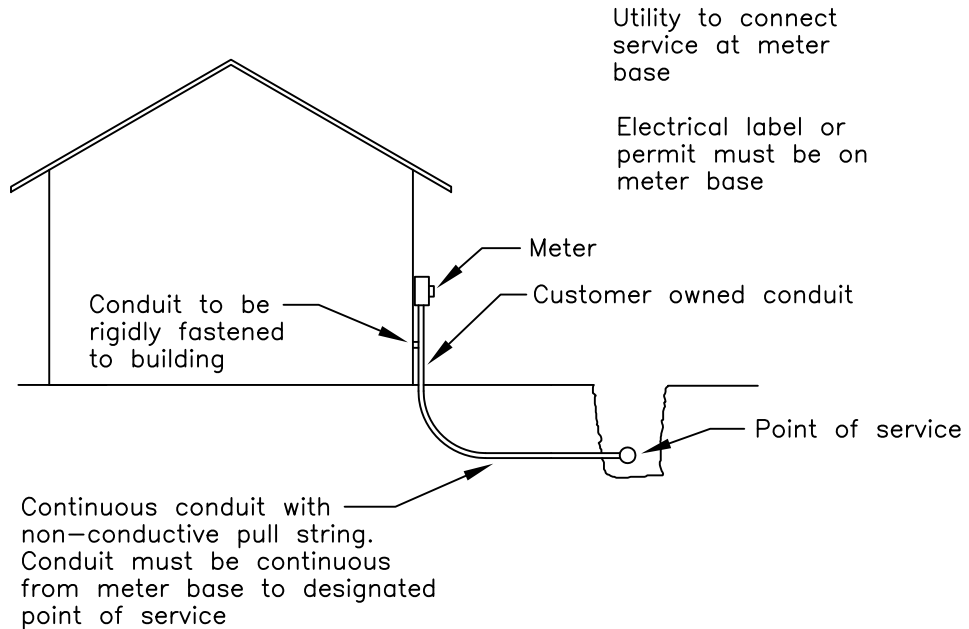 Utility to connect
service at meter
base
Electrical label or
permit must be on
meter base
Meter
Customer owned conduit
Conduit to be
rigidly fastened
to building
Point of service
Continuous conduit with
non-conductive pull string.
Conduit must be continuous
from meter base to designated
point of service